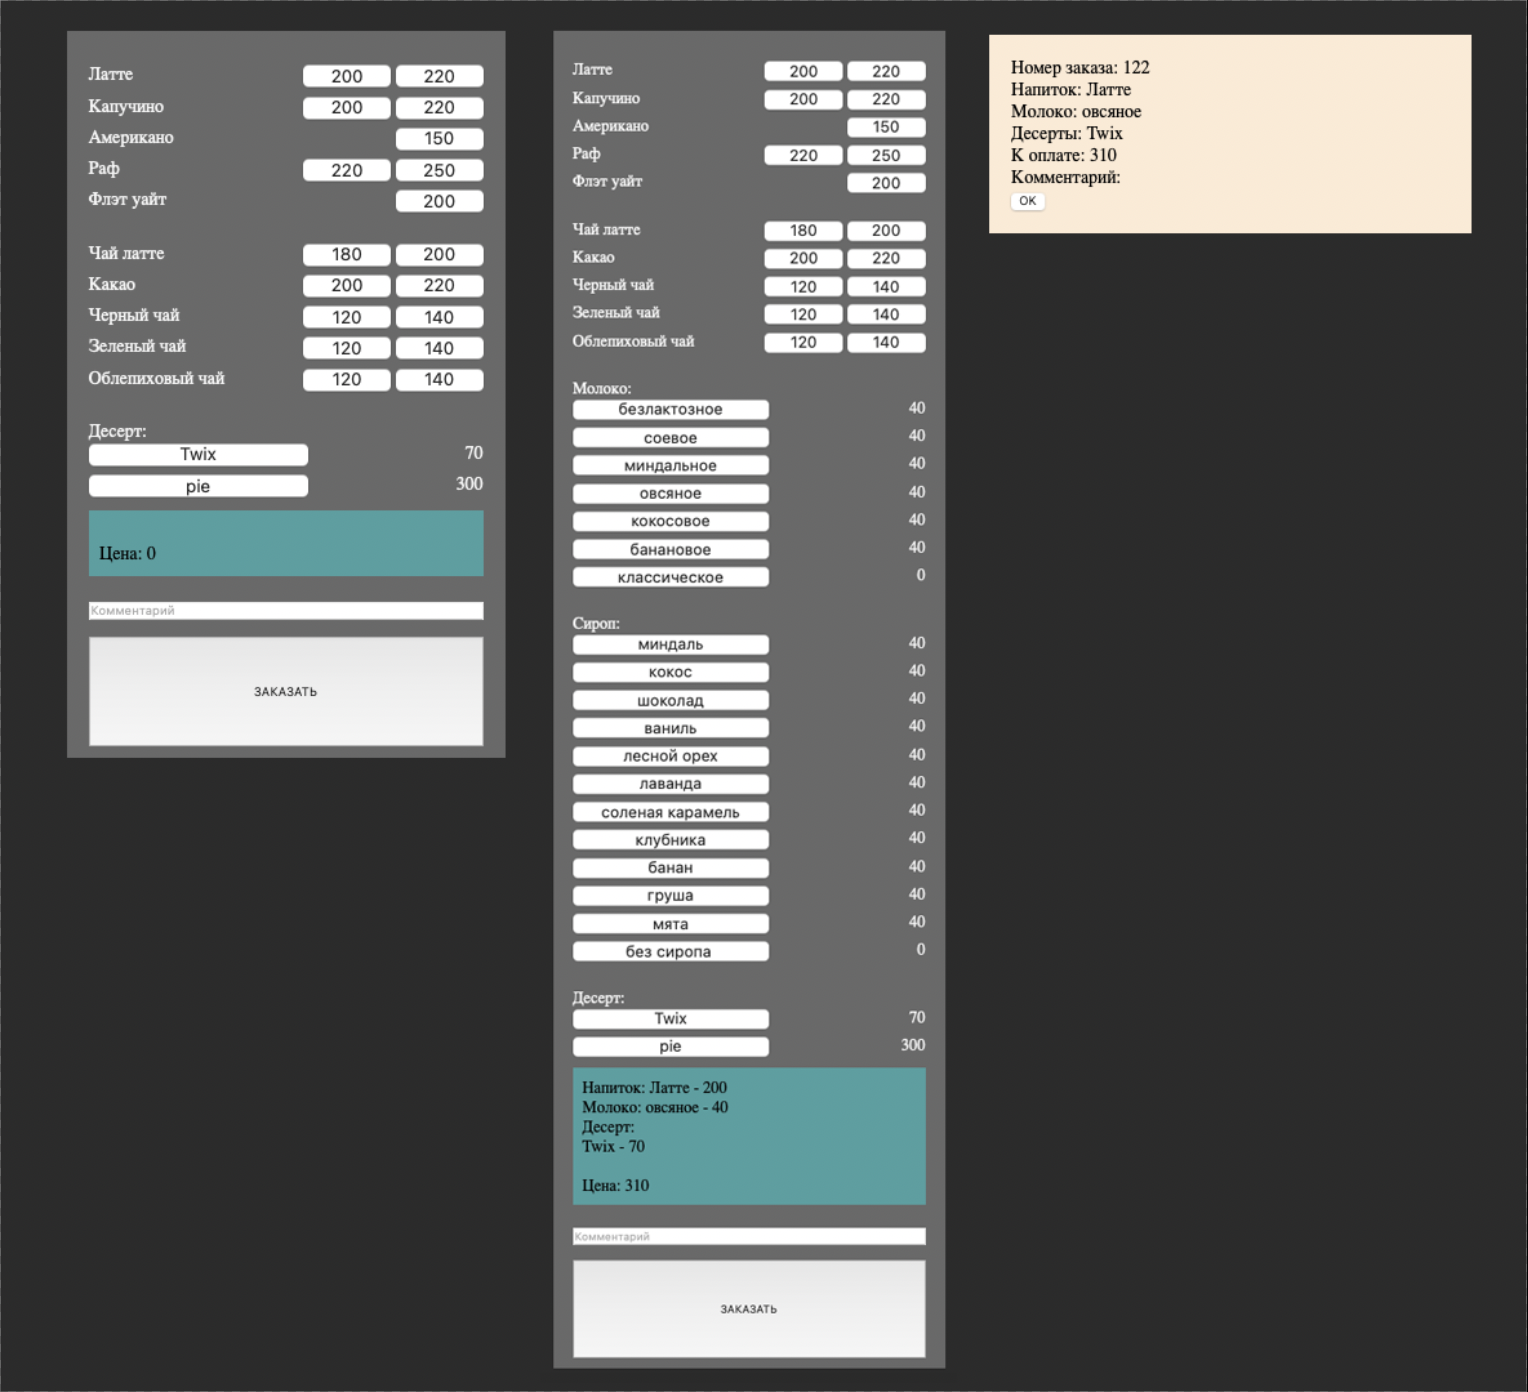 Латте 200 220
Капучино 200 220
Американо 150
Раф 220 250
Флэт уайт 200
Чай латте 180 200
Какао 200 220
Черный чай 120 140
Зеленый чай 120 140
Облепиховый чай 120 140
Десерт:
Twix 70
pie 300
Цена: 0
Комментарий
ЗАКАЗАТЬ
Латте 200 220
Капучино 200 220
Американо 150
Раф 220 250
Флэт уайт 200
Чай латте 180 200
Какао 200 220
Черный чай 120 140
Зеленый чай 120 140
Облепиховый чай 120 140
Молоко:
безлактозное 40
соевое 40
миндальное 40
овсяное 40
кокосовое 40
банановое 40
классическое 0
Сироп:
миндаль 40
кокос 40
шоколад 40
ваниль 40
лесной орех 40
лаванда 40
соленая карамель 40
клубника 40
банан 40
груша 40
мята 40
без сиропа 0
Десерт:
Twix 70
pie 300
Напиток: Латте - 200
Молоко: овсяное - 40
Десерт:
Twix - 70
Цена: 310
Комментарий
ЗАКАЗАТЬ
Номер заказа: 122
Напиток: Латте
Молоко: овсяное
Десерты: Twix
К оплате: 310
Комментарий:
OK